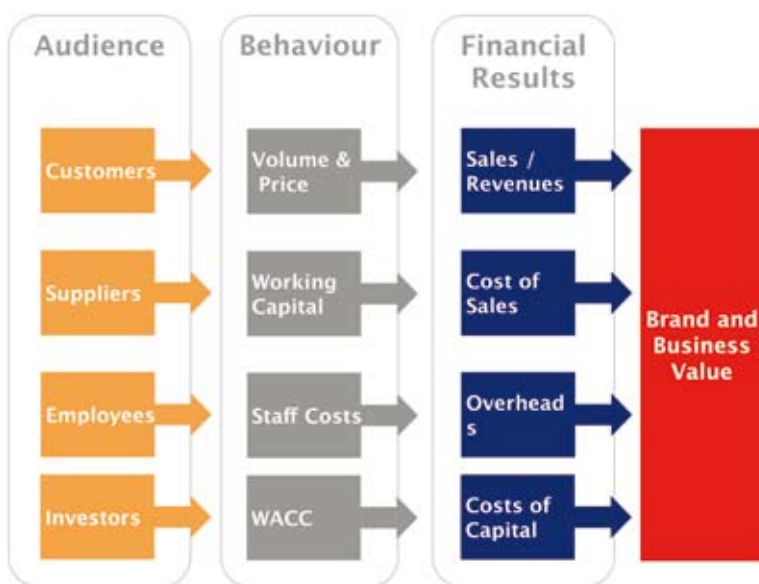 Audience
Behaviour
Financial
Results
Customers
Volume &
Price
Sales /
Revenues
Suppliers
Working
Capital
Cost of
Sales
Employees
Staff Costs
Overhead
s
Investors
WACC
Costs of
Capital
Brand and
Business
Value